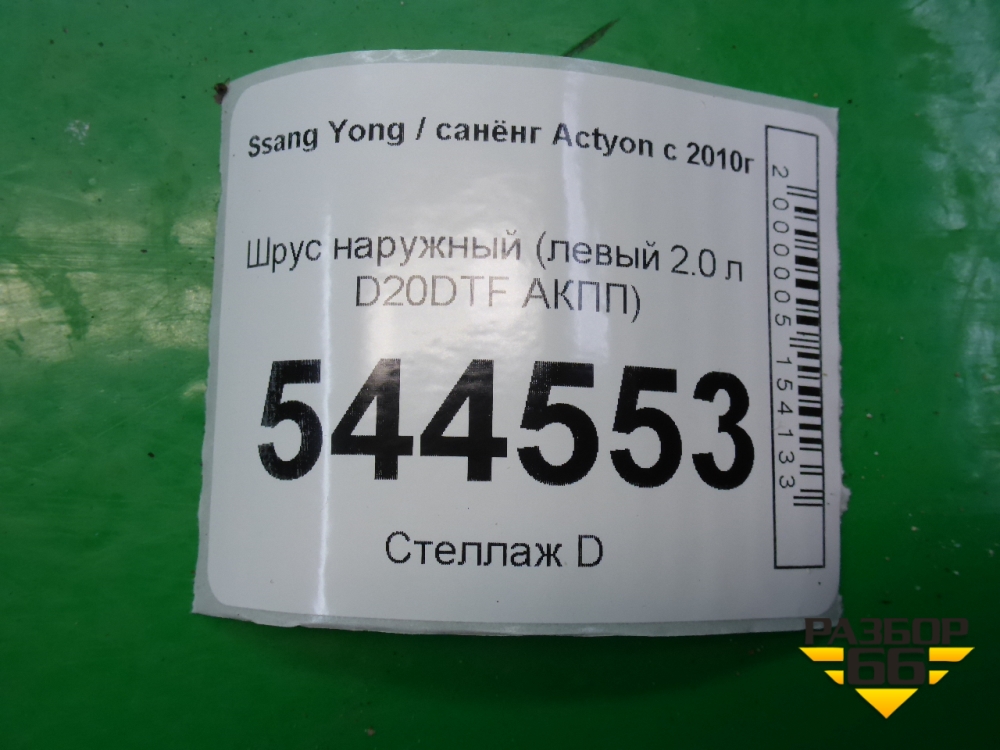 Ssang Yong / санёнг Actyon с 2010г
Шрус наружный (левый 2.0 л
D20DTF АКПП)
544553
Стеллаж D
2000005154133
РАЗБОР
66